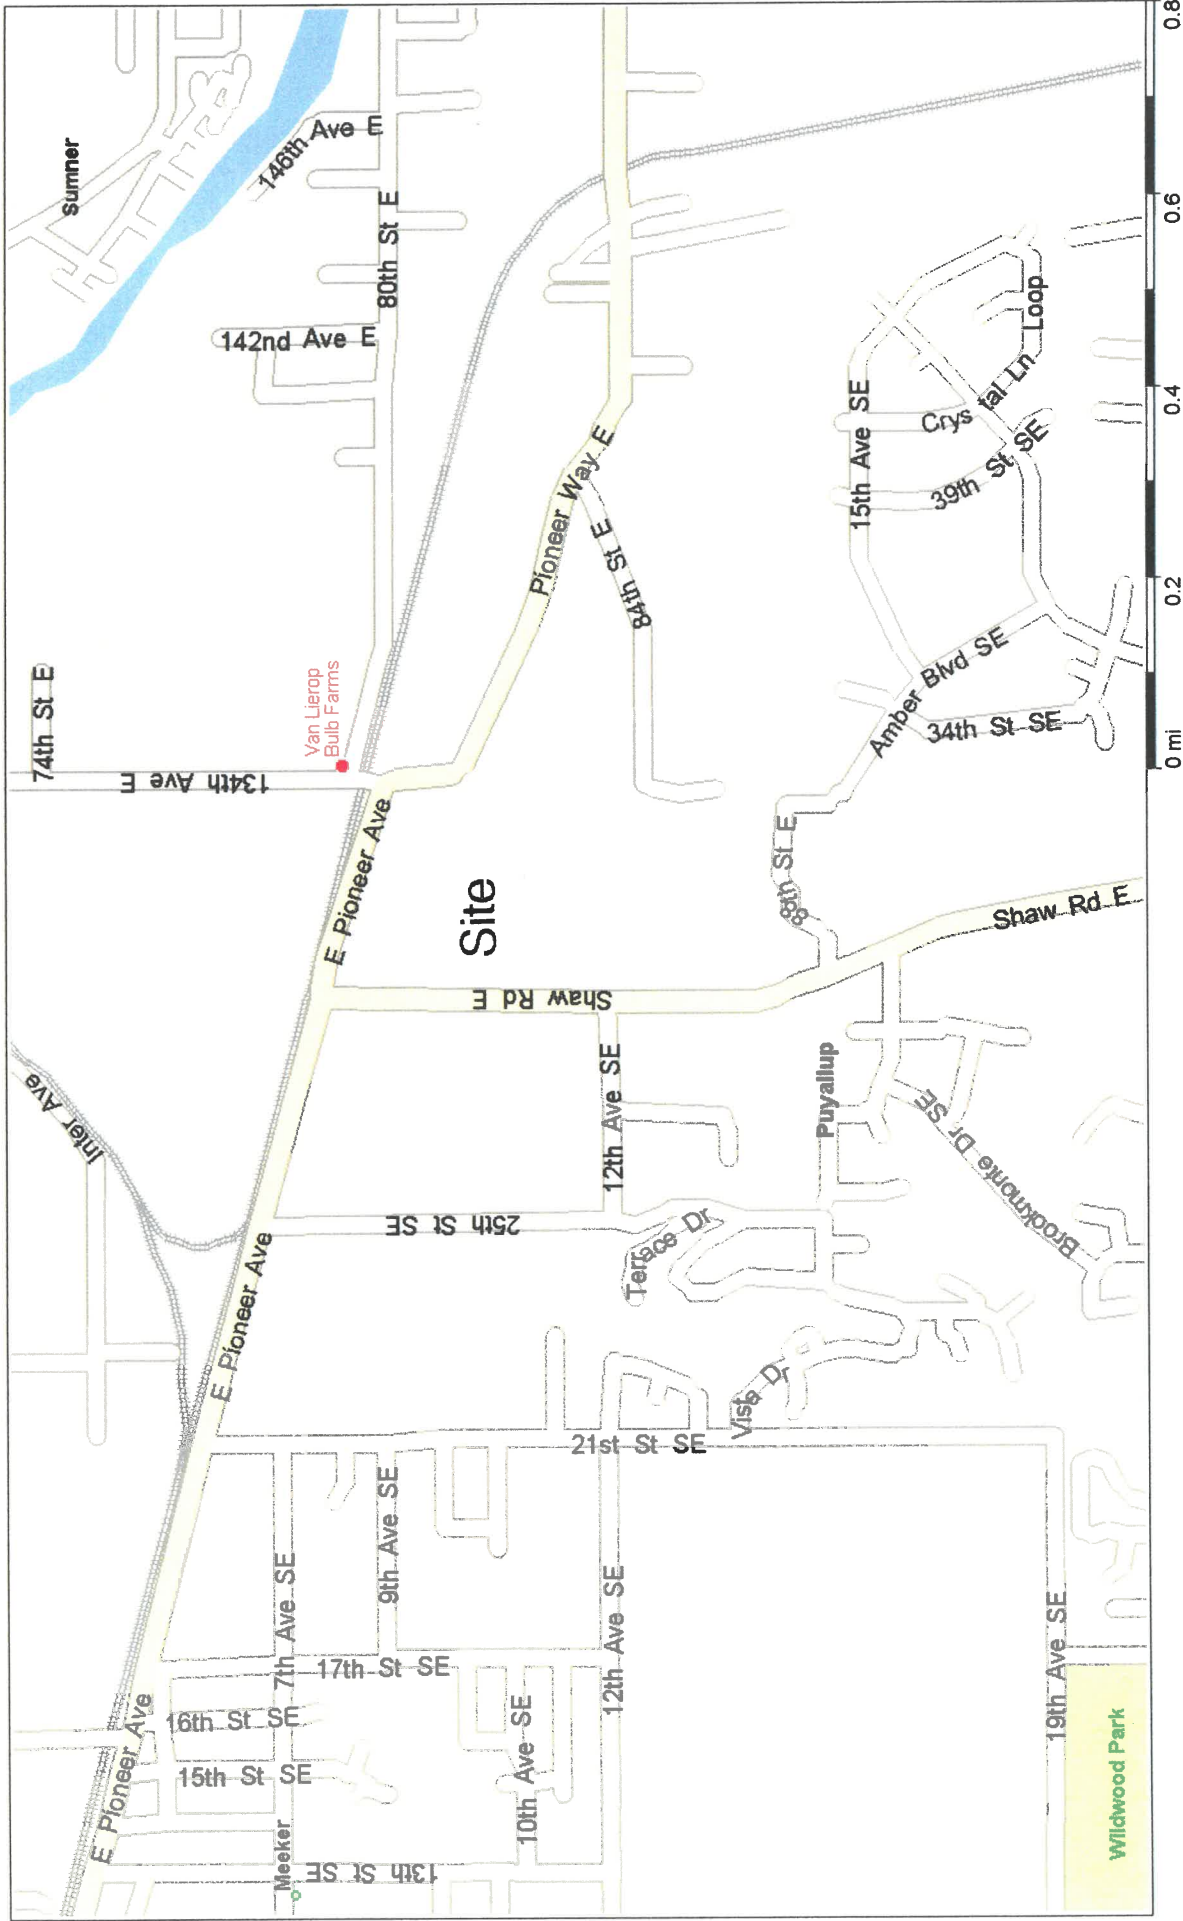 sumner
146th Ave E
80th St E
142nd Ave E
74th St E
134th Ave E
Van Lierop
Bulb Farms
Pioneer Way E
84th St E
E Pioneer Ave
Site
Shaw Rd E
88th St E
Shaw Rd E
15th Ave SE
Crystal Ln
Loop
39th St SE
Amber Blvd SE
34th St SE
Inter Ave
E Pioneer Ave
25th St SE
12th Ave SE
Puyallup
Brookmonte Dr SE
Terrace Dr
Vista Dr
21st St SE
9th Ave SE
7th Ave SE
17th St SE
12th Ave SE
16th St SE
15th St SE
E Pioneer Ave
10th Ave SE
Meeker
13th St SE
19th Ave SE
Wildwood Park
0 mi
0.2
0.4
0.6
0.8